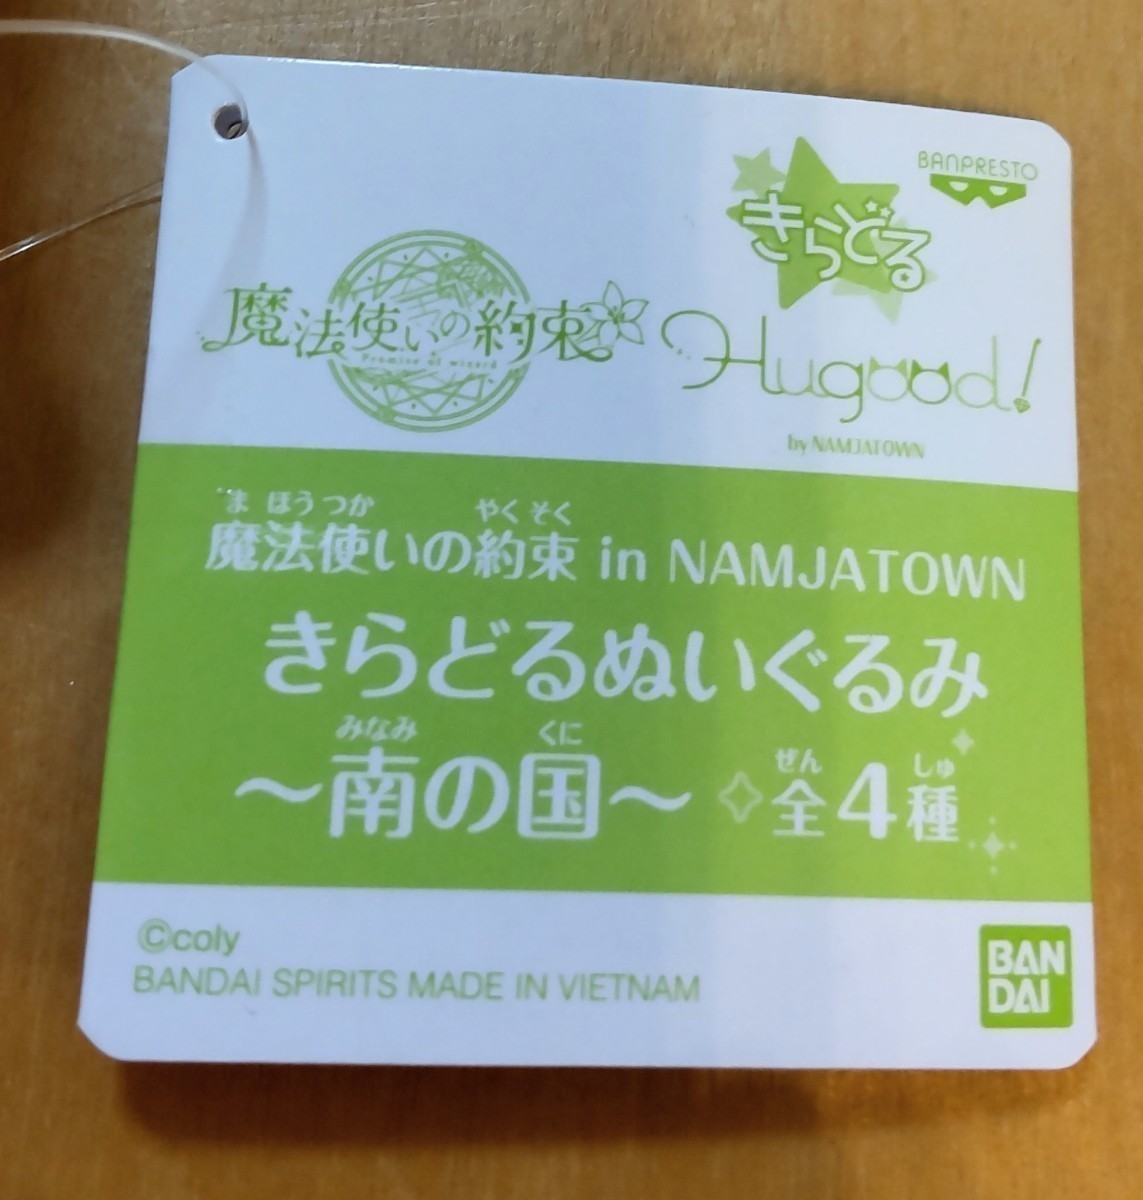 BANPRESTO
きらどる
魔法使いの約束
Promise of wizard
Hugood!
by NAMJATOWN
まほうつか やくそく
魔法使いの約束 in NAMJATOWN
きらどるぬいぐるみ
みなみ くに ぜん しゅ
～南の国～ 全4種
©coly
BANDAI SPIRITS MADE IN VIETNAM
BAN
DAI